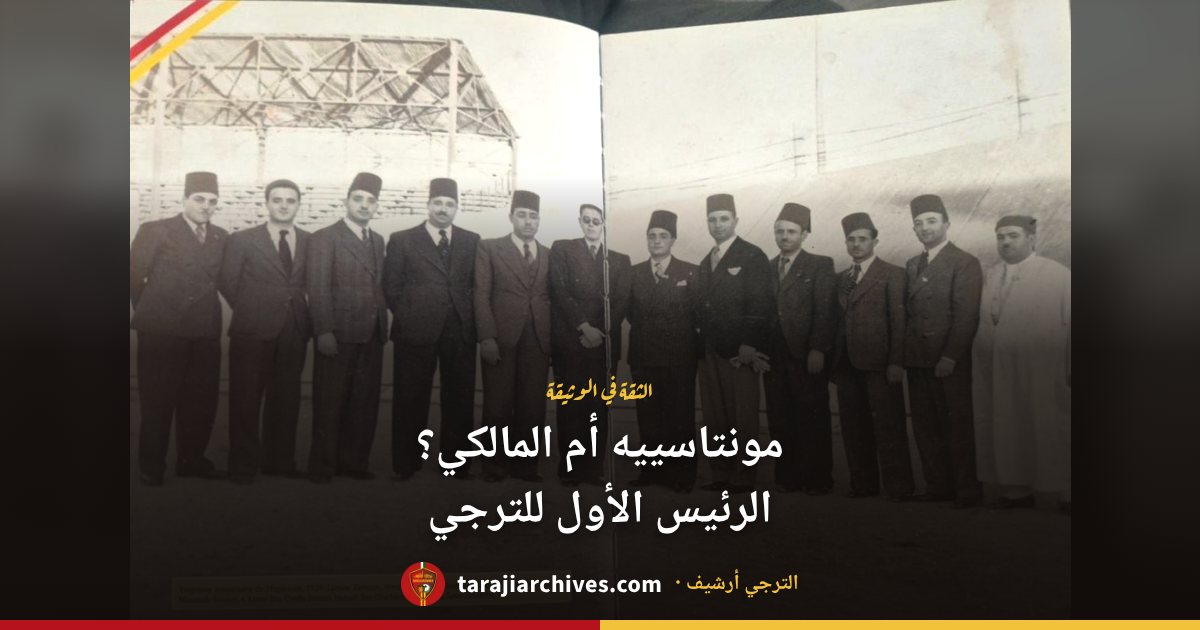 الثقة في الوثيقة
مونتاسييه أم المالكي؟
الرئيس الأول للترجي
tarajiarchives.com · الترجي أرشيف